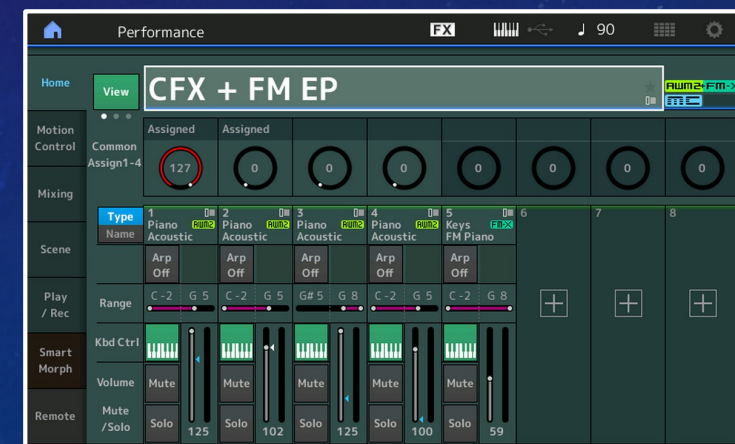 Performance FX 90
Home View CFX + FM EP AWM2+FM-X
MC
Motion Control Common Assign1-4 Assigned Assigned
127 0 0 0 0 0 0 0
Mixing
Type 1 2 3 4 5 6 7 8
Name Piano AWM2 Piano AWM2 Piano AWM2 Piano AWM2 Keys FM-X
Acoustic Acoustic Acoustic Acoustic FM Piano
Scene Arp Off Arp Off Arp Off Arp Off Arp Off
Play / Rec Range C -2 G 5 C -2 G 5 G# 5 G 8 C -2 G 5 C -2 G 8
Smart Morph Kbd Ctrl
Volume Mute Mute Mute Mute Mute
Remote Mute /Solo Solo 125 Solo 102 Solo 125 Solo 100 Solo 59